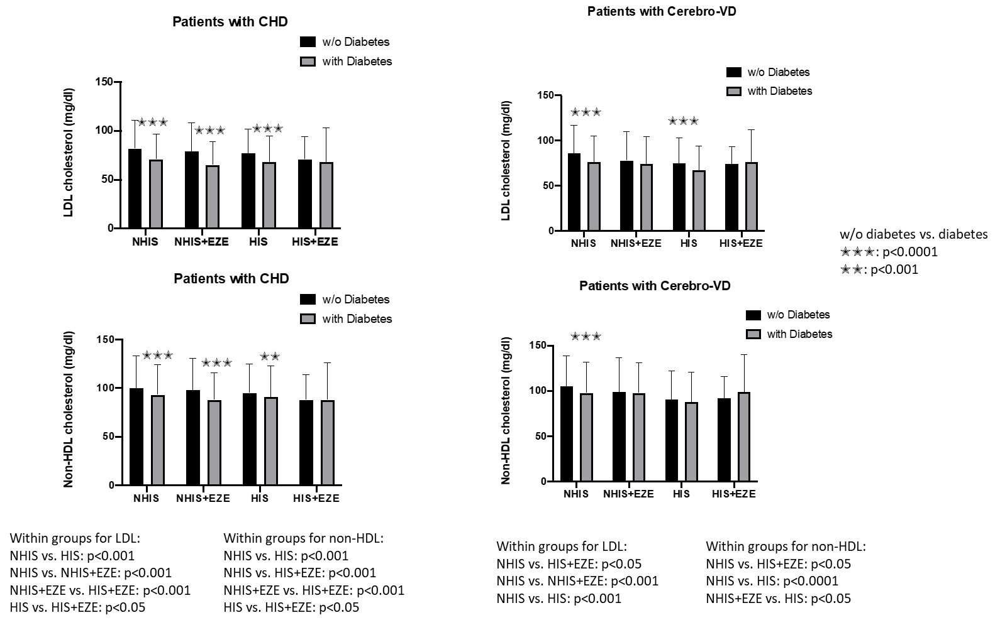 Patients with CHD
w/o Diabetes
with Diabetes
LDL cholesterol (mg/dl)
150
100
50
0
★★★
★★★
★★★
NHIS
NHIS+EZE
HIS
HIS+EZE
Patients with Cerebro-VD
w/o Diabetes
with Diabetes
LDL cholesterol (mg/dl)
150
100
50
0
★★★
★★★
NHIS
NHIS+EZE
HIS
HIS+EZE
w/o diabetes vs. diabetes
★★★: p<0.0001
★★: p<0.001
Patients with CHD
w/o Diabetes
with Diabetes
Non-HDL cholesterol (mg/dl)
150
100
50
0
★★★
★★★
★★
NHIS
NHIS+EZE
HIS
HIS+EZE
Patients with Cerebro-VD
w/o Diabetes
with Diabetes
Non-HDL cholesterol (mg/dl)
150
100
50
0
★★★
NHIS
NHIS+EZE
HIS
HIS+EZE
Within groups for LDL:
NHIS vs. HIS: p<0.001
NHIS vs. NHIS+EZE: p<0.001
NHIS+EZE vs. HIS+EZE: p<0.001
HIS vs. HIS+EZE: p<0.05
Within groups for non-HDL:
NHIS vs. HIS: p<0.001
NHIS vs. HIS+EZE: p<0.001
NHIS+EZE vs. HIS+EZE: p<0.001
HIS vs. HIS+EZE: p<0.05
Within groups for LDL:
NHIS vs. HIS+EZE: p<0.05
NHIS vs. NHIS+EZE: p<0.001
NHIS vs. HIS: p<0.001
Within groups for non-HDL:
NHIS vs. HIS+EZE: p<0.05
NHIS vs. HIS: p<0.0001
NHIS+EZE vs. HIS: p<0.05